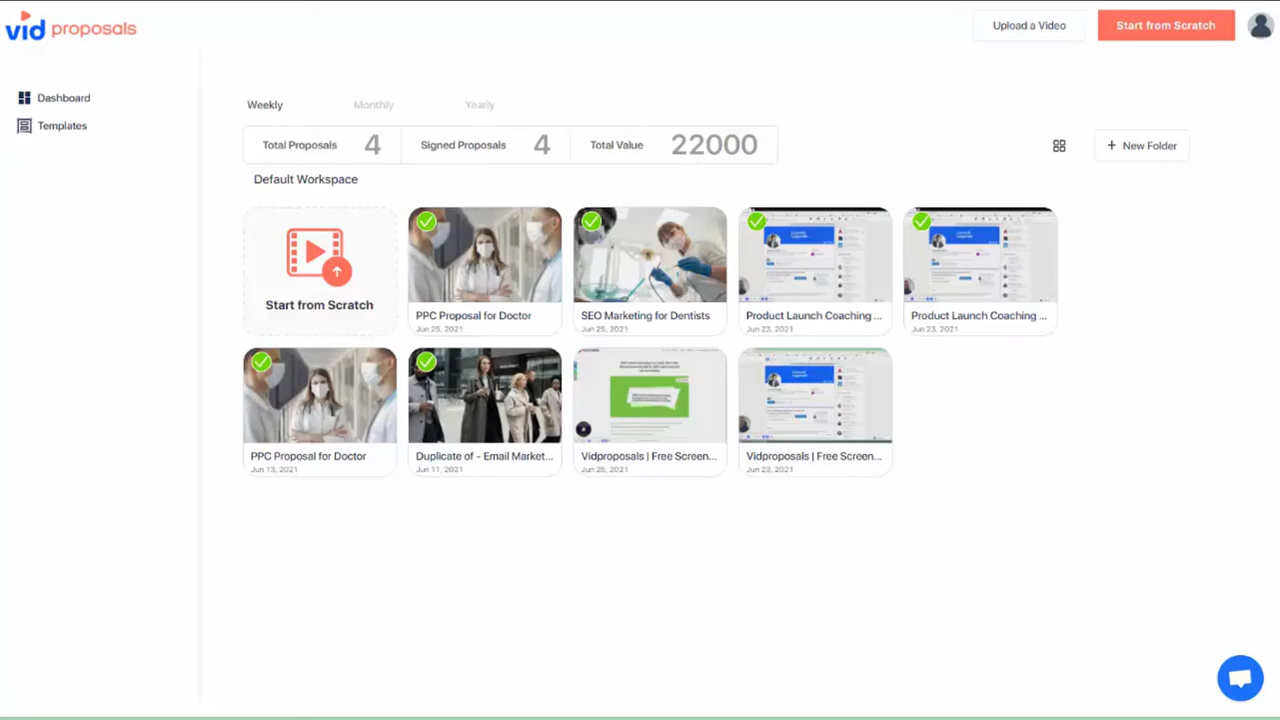 vid proposals
Upload a Video
Start from Scratch
Dashboard
Templates
Weekly
Monthly
Yearly
Total Proposals 4
Signed Proposals 4
Total Value 22000
+ New Folder
Default Workspace
Start from Scratch
PPC Proposal for Doctor
Jun 25, 2021
SEO Marketing for Dentists
Jun 25, 2021
Product Launch Coaching ...
Jun 23, 2021
Product Launch Coaching ...
Jun 23, 2021
PPC Proposal for Doctor
Jun 13, 2021
Duplicate of - Email Market...
Jun 11, 2021
Vidproposals | Free Screen...
Jun 25, 2021
Vidproposals | Free Screen...
Jun 23, 2021